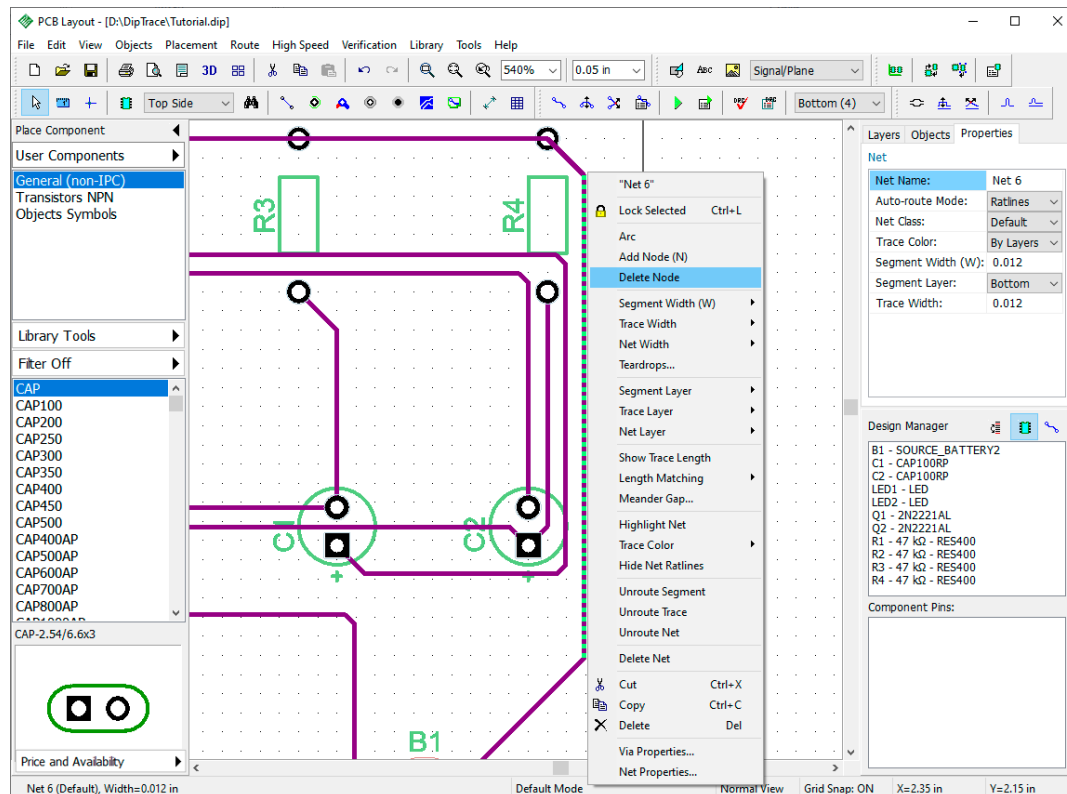 PCB Layout - [D:\DipTrace\Tutorial.dip]
File Edit View Objects Placement Route High Speed Verification Library Tools Help
3D 540% 0.05 in ABC Signal/Plane
Top Side DRC Bottom (4)
Place Component
User Components
General (non-IPC)
Transistors NPN
Objects Symbols
Library Tools
Filter Off
CAP
CAP100
CAP200
CAP250
CAP300
CAP350
CAP400
CAP450
CAP500
CAP400AP
CAP500AP
CAP600AP
CAP700AP
CAP800AP
CAP1000AP
CAP-2.54/6.6x3
Price and Availability
R3
R4
C1
C2
+
+
B1
"Net 6"
Lock Selected Ctrl+L
Arc
Add Node (N)
Delete Node
Segment Width (W)
Trace Width
Net Width
Teardrops...
Segment Layer
Trace Layer
Net Layer
Show Trace Length
Length Matching
Meander Gap...
Highlight Net
Trace Color
Hide Net Ratlines
Unroute Segment
Unroute Trace
Unroute Net
Delete Net
Cut Ctrl+X
Copy Ctrl+C
Delete Del
Via Properties...
Net Properties...
Layers Objects Properties
Net
Net Name: Net 6
Auto-route Mode: Ratlines
Net Class: Default
Trace Color: By Layers
Segment Width (W): 0.012
Segment Layer: Bottom
Trace Width: 0.012
Design Manager
B1 - SOURCE_BATTERY2
C1 - CAP100RP
C2 - CAP100RP
LED1 - LED
LED2 - LED
Q1 - 2N2221AL
Q2 - 2N2221AL
R1 - 47 kΩ - RES400
R2 - 47 kΩ - RES400
R3 - 47 kΩ - RES400
R4 - 47 kΩ - RES400
Component Pins:
Net 6 (Default), Width=0.012 in Default Mode Normal View Grid Snap: ON X=2.35 in Y=2.15 in